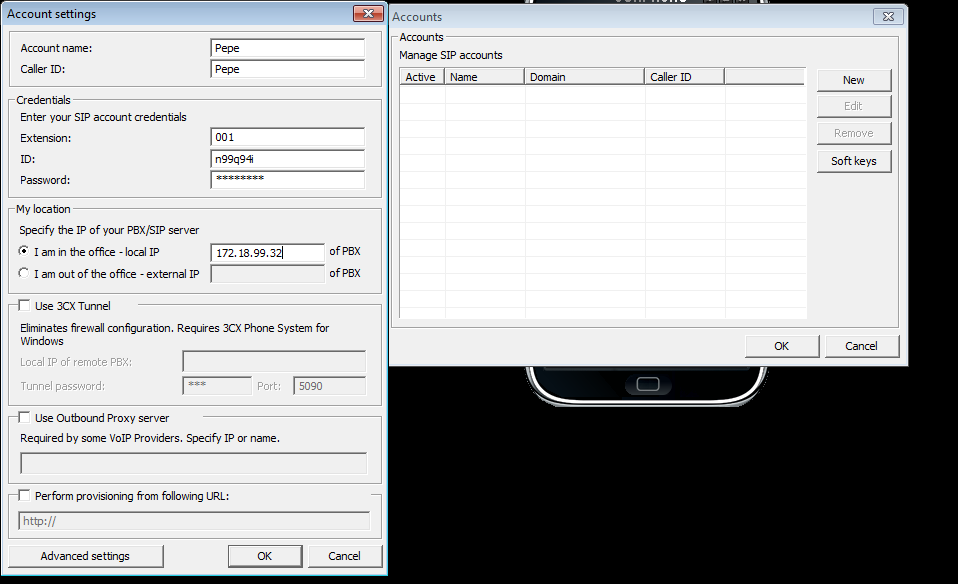 Account settings
Account name:
Pepe
Caller ID:
Pepe
Credentials
Enter your SIP account credentials
Extension:
001
ID:
n99q94i
Password:
********
My location
Specify the IP of your PBX/SIP server
I am in the office - local IP
172.18.99.32
of PBX
I am out of the office - external IP
of PBX
Use 3CX Tunnel
Eliminates firewall configuration. Requires 3CX Phone System for
Windows
Local IP of remote PBX:
Tunnel password:
***
Port:
5090
Use Outbound Proxy server
Required by some VoIP Providers. Specify IP or name.
Perform provisioning from following URL:
http://
Advanced settings
OK
Cancel
Accounts
Accounts
Manage SIP accounts
Active Name Domain Caller ID
New
Edit
Remove
Soft keys
OK
Cancel